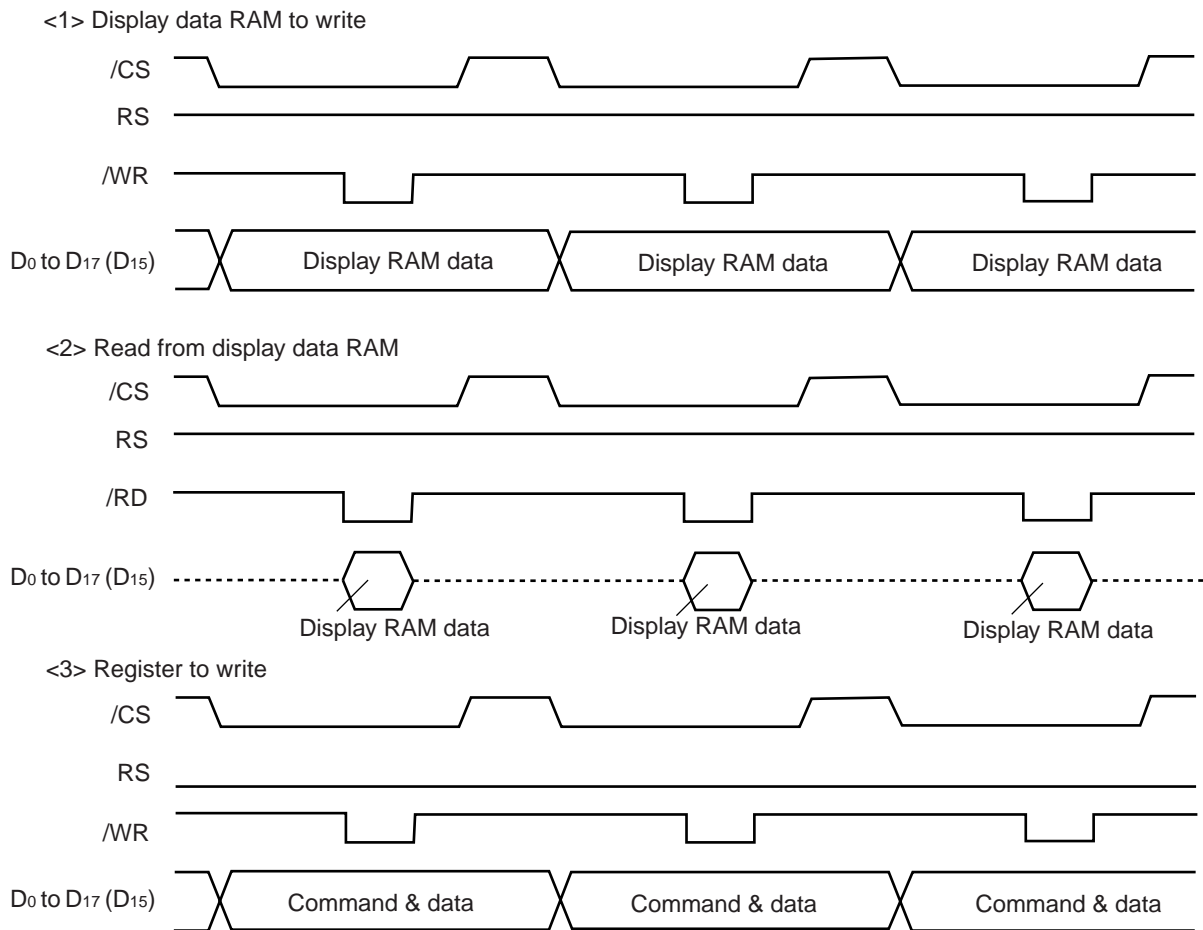 <1> Display data RAM to write
/CS
RS
/WR
D0 to D17 (D15)
Display RAM data Display RAM data Display RAM data
<2> Read from display data RAM
/CS
RS
/RD
D0 to D17 (D15)
Display RAM data Display RAM data Display RAM data
<3> Register to write
/CS
RS
/WR
D0 to D17 (D15)
Command & data Command & data Command & data